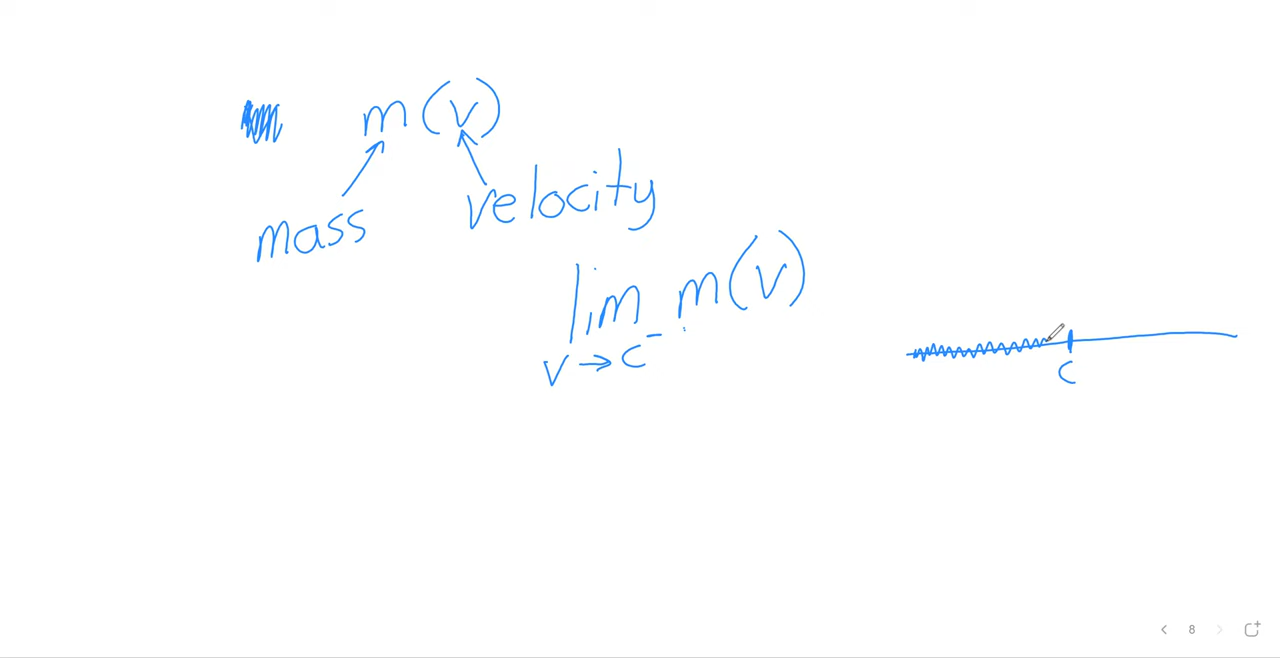 m(v)
mass velocity
lim m(v)
v → c⁻
c
8